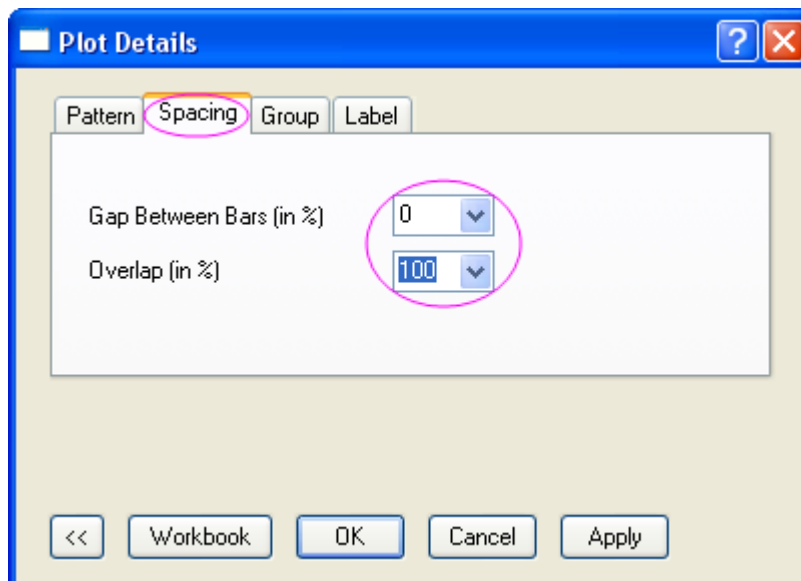 Plot Details
Pattern Spacing Group Label
Gap Between Bars (in %) 0
Overlap (in %) 100
<< Workbook OK Cancel Apply